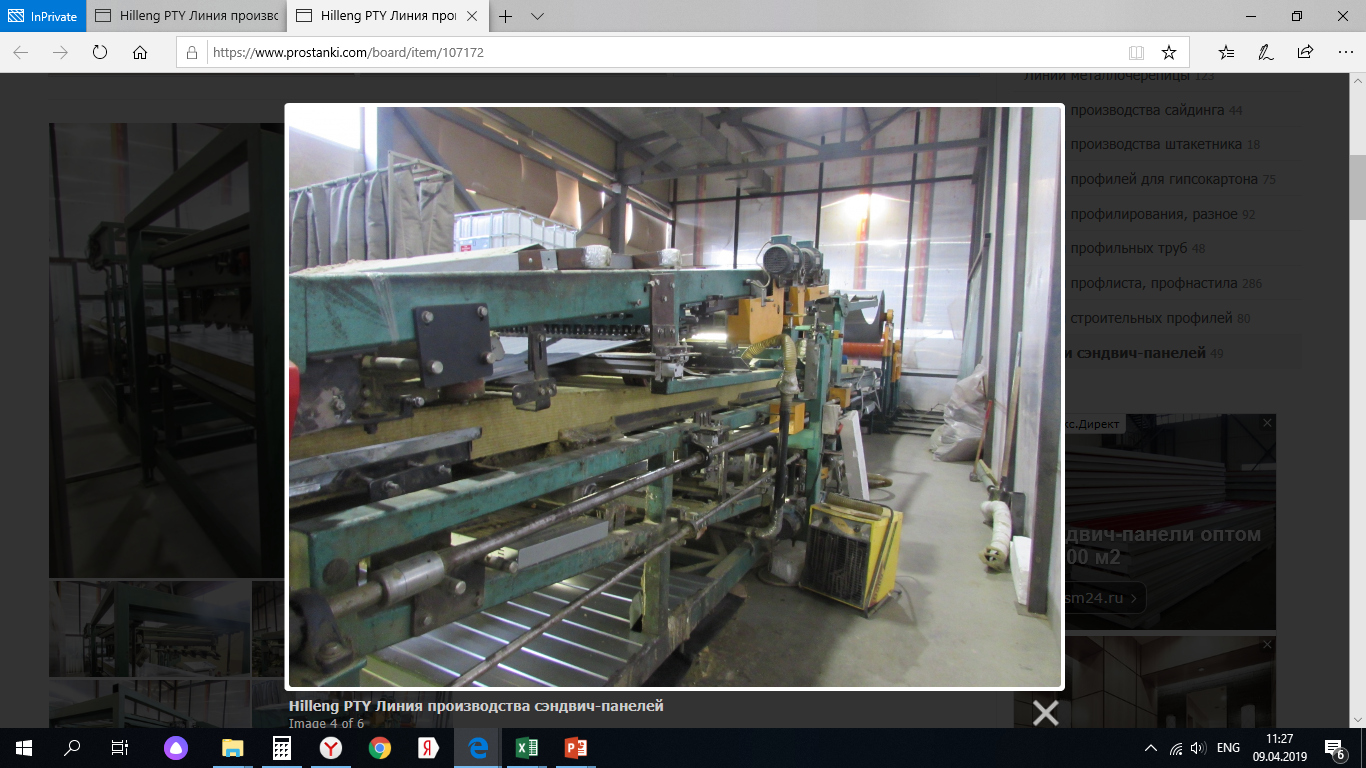 InPrivate
Hilleng PTY Линия произво
Hilleng PTY Линия про
https://www.prostanki.com/board/item/107172
Линии металлочерепицы 123
производства сайдинга 44
производства штакетника 18
профилей для гипсокартона 75
профилирования, разное 92
профильных труб 48
профлиста, профнастила 286
строительных профилей 80
и сэндвич-панелей 49
кс.Директ
двич-панели оптом
00 м2
sm24.ru
Hilleng PTY Линия производства сэндвич-панелей
Image 4 of 6
ENG
11:27
09.04.2019
6